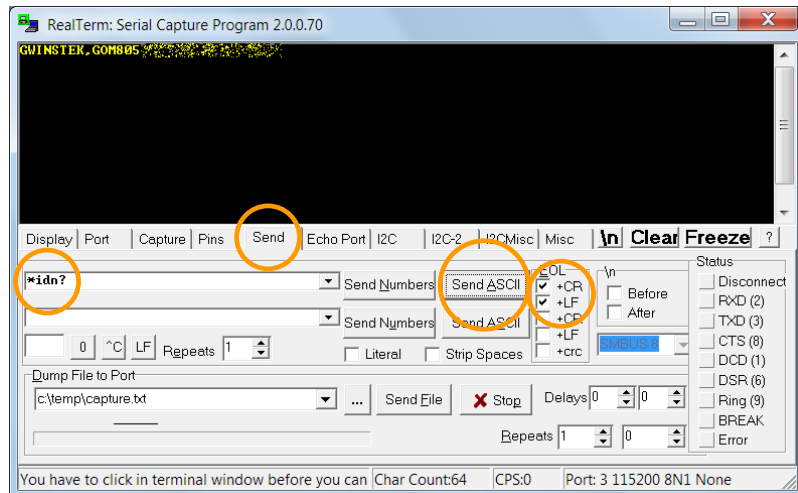 RealTerm: Serial Capture Program 2.0.0.70
GWINSTEK,GOM805
Display Port Capture Pins Send Echo Port I2C I2C-2 I2CMisc Misc \n Clear Freeze ?
*idn? Send Numbers Send ASCII
Send Numbers Send ASCII
0 ^C LF Repeats 1 Literal Strip Spaces
EOL
+CR
+LF
+CR
+LF
+crc
\n
Before
After
SMBUS 8
Status
Disconnect
RXD (2)
TXD (3)
CTS (8)
DCD (1)
DSR (6)
Ring (9)
BREAK
Error
Dump File to Port
c:\temp\capture.txt ... Send File Stop Delays 0 0
Repeats 1 0
You have to click in terminal window before you can Char Count:64 CPS:0 Port: 3 115200 8N1 None